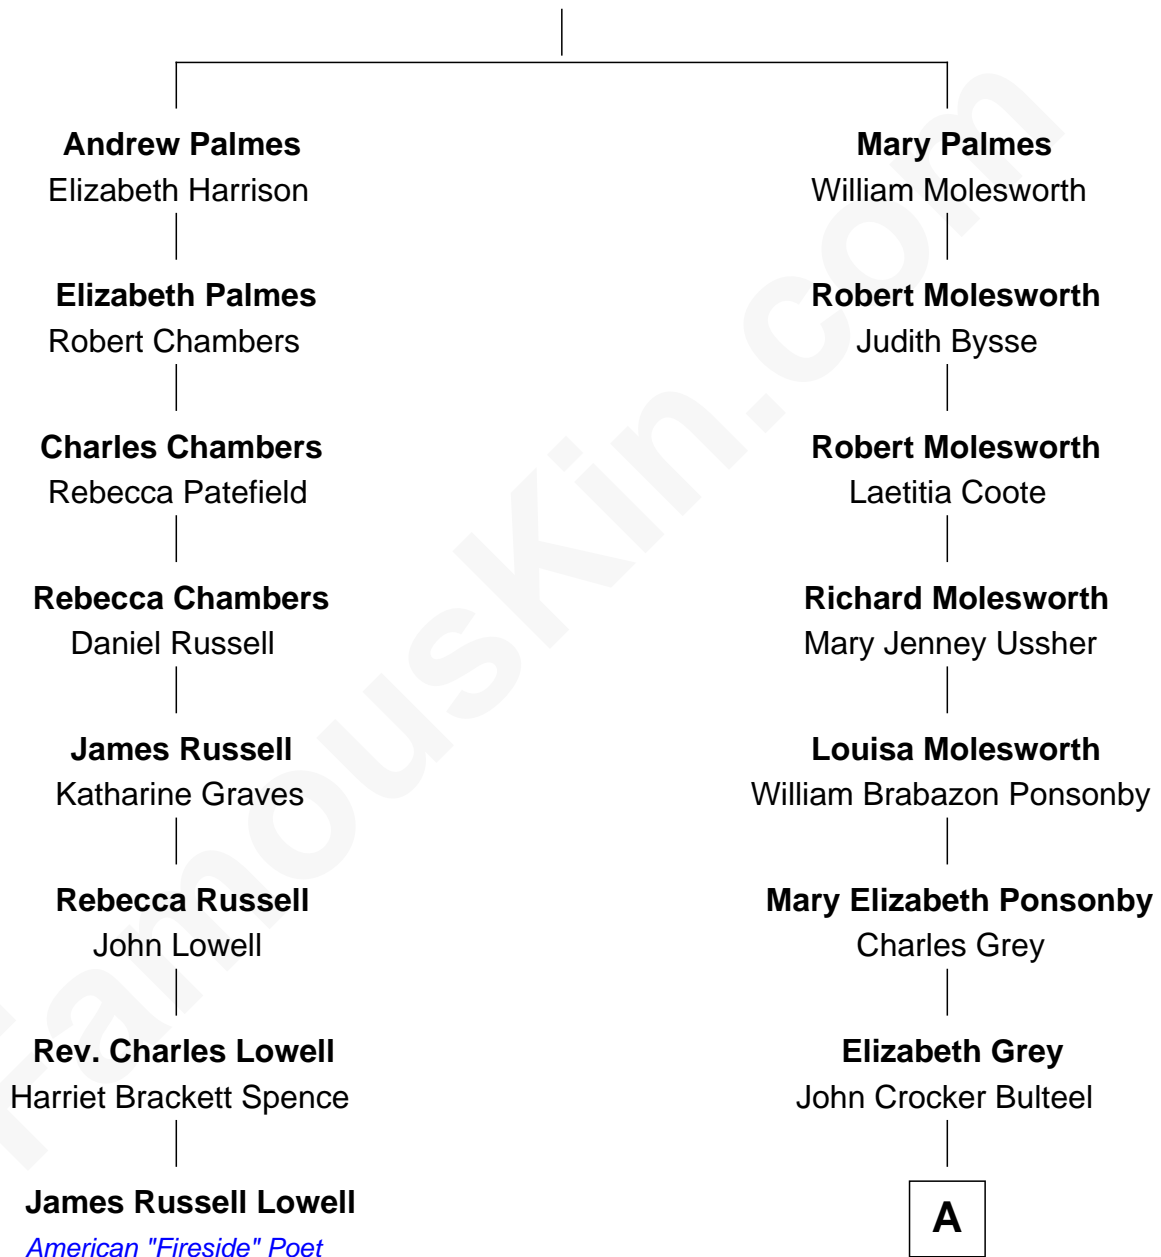 Andrew Palmes
Elizabeth Harrison
Elizabeth Palmes
Robert Chambers
Charles Chambers
Rebecca Patefield
Rebecca Chambers
Daniel Russell
James Russell
Katharine Graves
Rebecca Russell
John Lowell
Rev. Charles Lowell
Harriet Brackett Spence
James Russell Lowell
American "Fireside" Poet
Mary Palmes
William Molesworth
Robert Molesworth
Judith Bysse
Robert Molesworth
Laetitia Coote
Richard Molesworth
Mary Jenney Ussher
Louisa Molesworth
William Brabazon Ponsonby
Mary Elizabeth Ponsonby
Charles Grey
Elizabeth Grey
John Crocker Bulteel
A
FamousKin.com